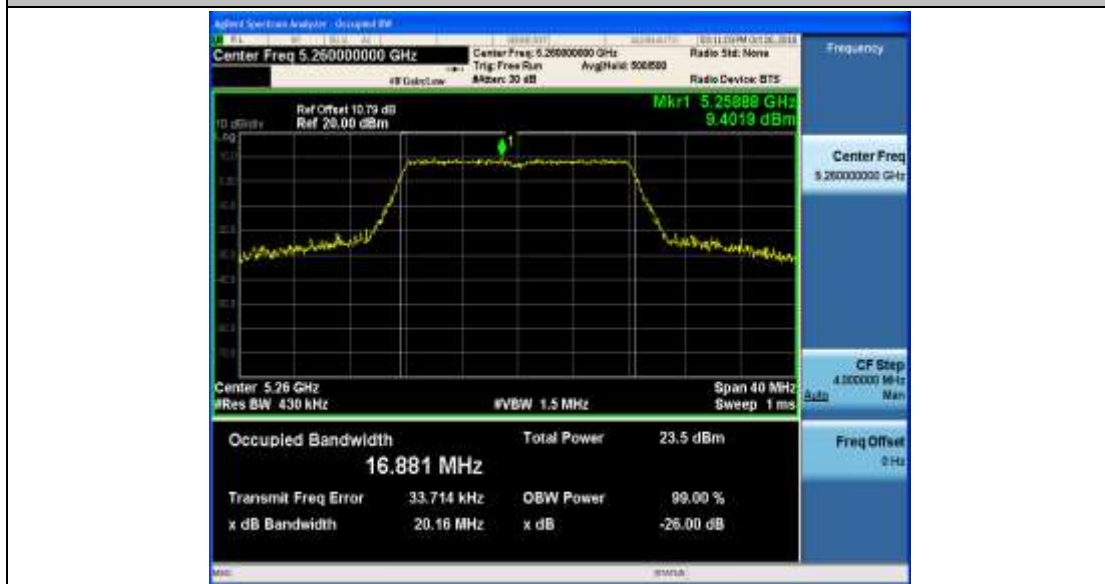 Agilent Spectrum Analyzer - Occupied BW
Center Freq 5.260000000 GHz
#IFGain:Low
Center Freq: 5.260000000 GHz
Trig: Free Run Avg|Hold: 500/500
#Atten: 30 dB
Radio Std: None
Radio Device: BTS
Frequency
Ref Offset 10.79 dB
10 dB/div Ref 20.00 dBm
Log
Mkr1 5.25888 GHz
9.4019 dBm
1
Center Freq
5.260000000 GHz
Center 5.26 GHz Span 40 MHz
#Res BW 430 kHz #VBW 1.5 MHz Sweep 1 ms
CF Step
4.000000 MHz
Auto Man
Occupied Bandwidth Total Power 23.5 dBm
16.881 MHz
Transmit Freq Error 33.714 kHz OBW Power 99.00 %
x dB Bandwidth 20.16 MHz x dB -26.00 dB
Freq Offset
0 Hz
MSG STATUS